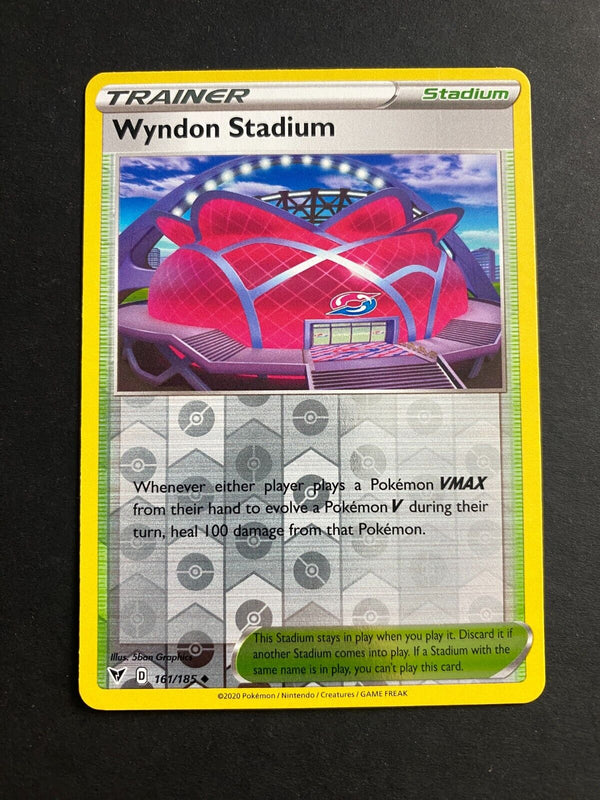 TRAINER Stadium
Wyndon Stadium
Whenever either player plays a Pokémon VMAX
from their hand to evolve a Pokémon V during their
turn, heal 100 damage from that Pokémon.
This Stadium stays in play when you play it. Discard it if
another Stadium comes into play. If a Stadium with the
same name is in play, you can't play this card.
Illus. 5ban Graphics
D 161/185
©2020 Pokémon / Nintendo / Creatures / GAME FREAK